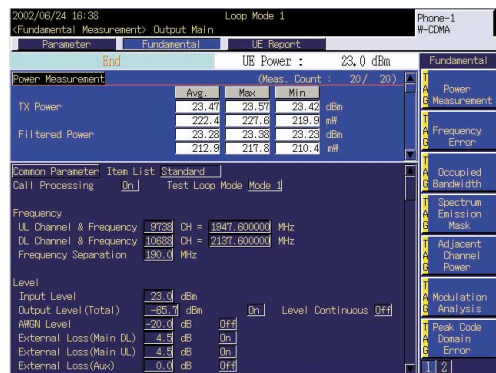 2002/06/24 16:38 Loop Mode 1 Phone-1
<Fundamental Measurement> Output Main W-CDMA
Parameter Fundamental UE Report
End UE Power : 23.0 dBm Fundamental
Power Measurement (Meas. Count : 20/ 20)
Avg. Max Min
TX Power 23.47 23.57 23.42 dBm
222.4 227.6 219.9 mW
Filtered Power 23.28 23.38 23.23 dBm
212.9 217.8 210.4 mW
Common Parameter Item List Standard
Call Processing On Test Loop Mode Mode 1
Frequency
UL Channel & Frequency 9738 CH = 1947.600000 MHz
DL Channel & Frequency 10688 CH = 2137.600000 MHz
Frequency Separation 190.0 MHz
Level
Input Level 23.0 dBm
Output Level(Total) -65.7 dBm On Level Continuous Off
AWGN Level -20.0 dB Off
External Loss(Main DL) 4.5 dB On
External Loss(Main UL) 4.5 dB On
External Loss(Aux) 0.0 dB Off
TAG Power Measurement
TAG Frequency Error
TAG Occupied Bandwidth
TAG Spectrum Emission Mask
TAG Adjacent Channel Power
TAG Modulation Analysis
TAG Peak Code Domain Error
1 2